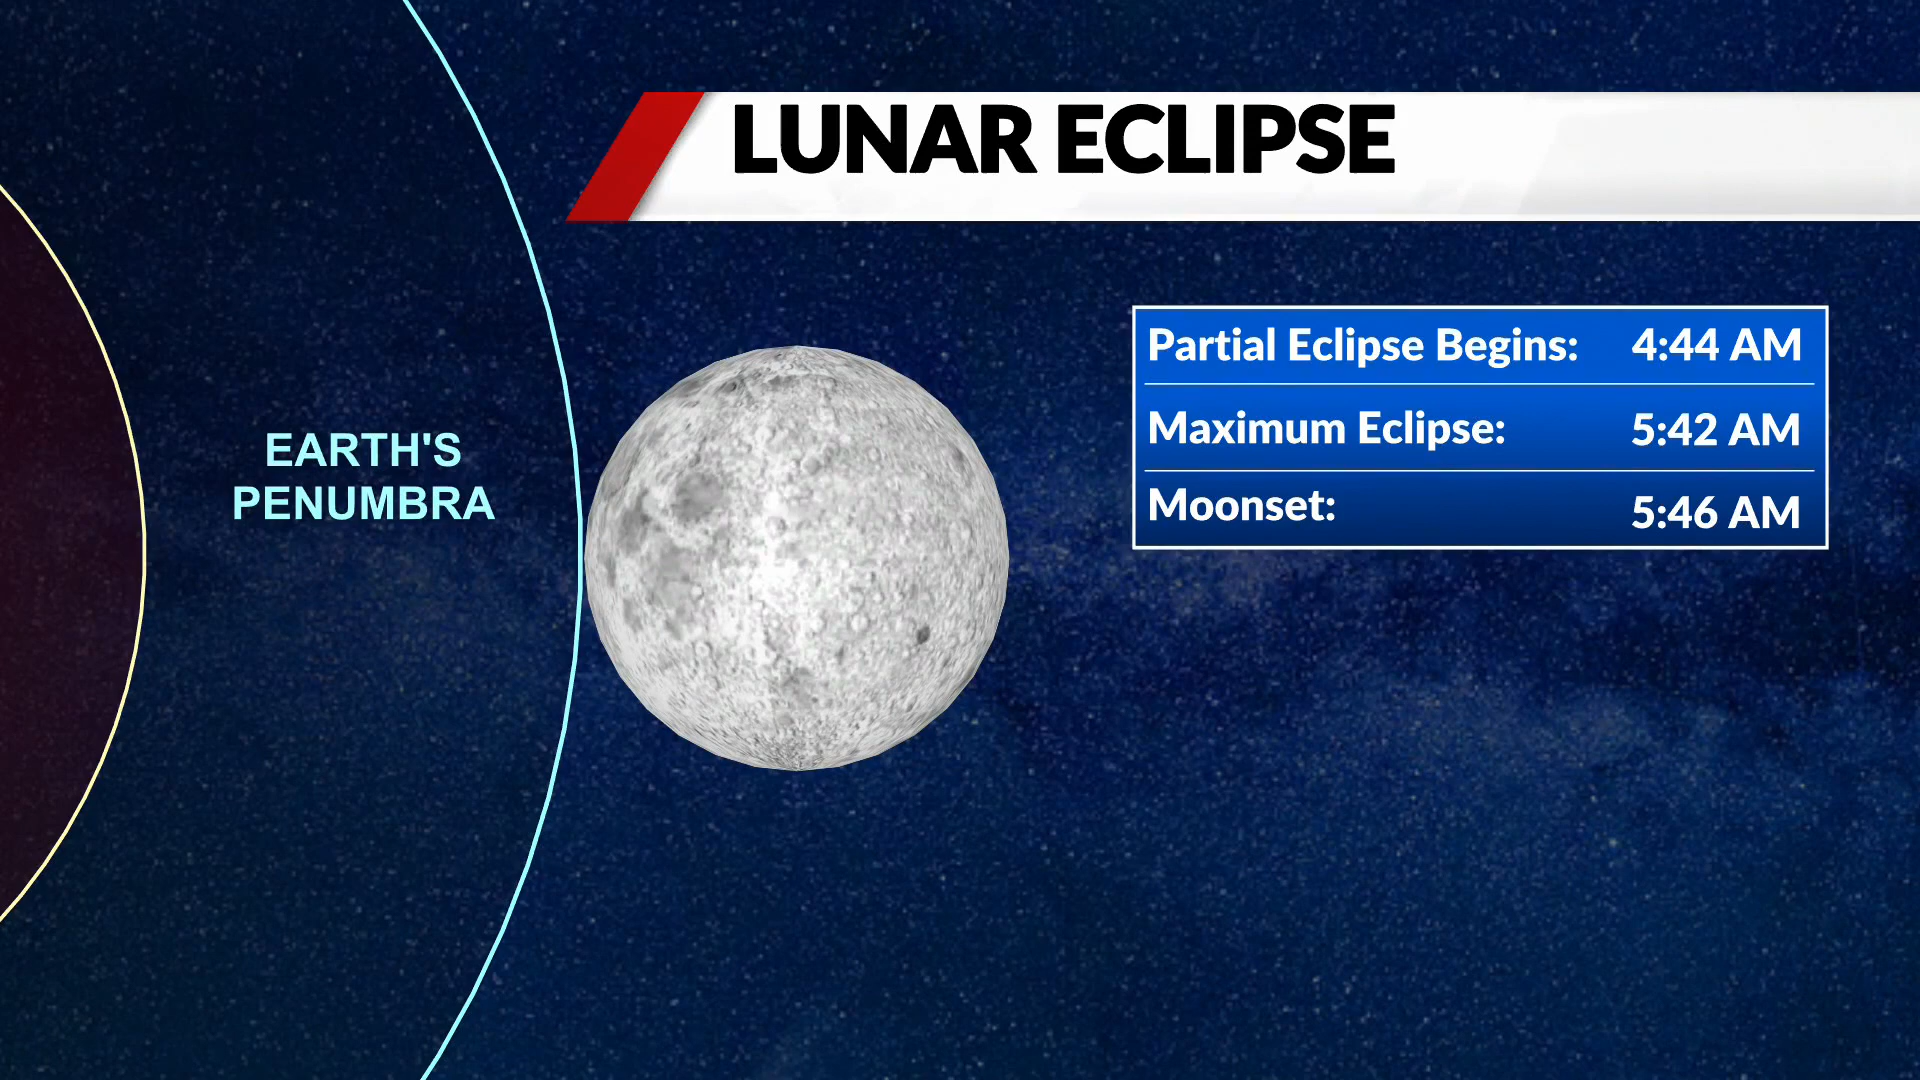 LUNAR ECLIPSE
Partial Eclipse Begins: 4:44 AM
Maximum Eclipse: 5:42 AM
Moonset: 5:46 AM
EARTH'S
PENUMBRA